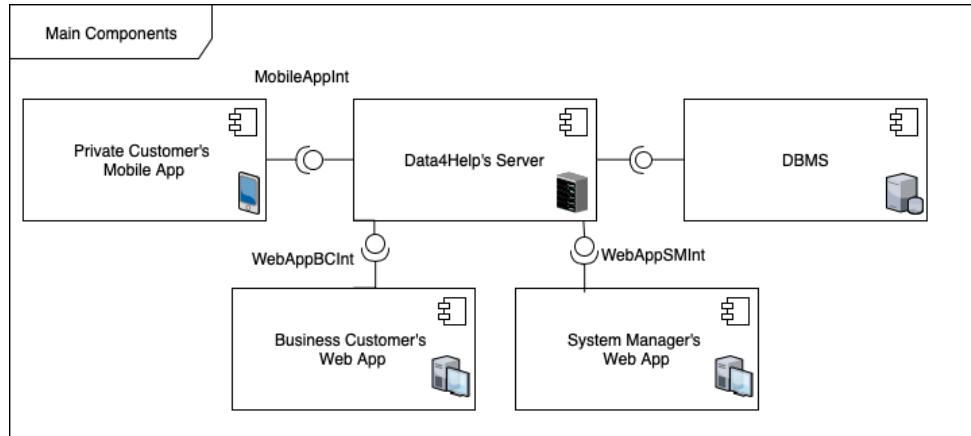 Main Components
MobileAppInt
Private Customer's
Mobile App
Data4Help's Server
DBMS
WebAppBCInt
WebAppSMInt
Business Customer's
Web App
System Manager's
Web App